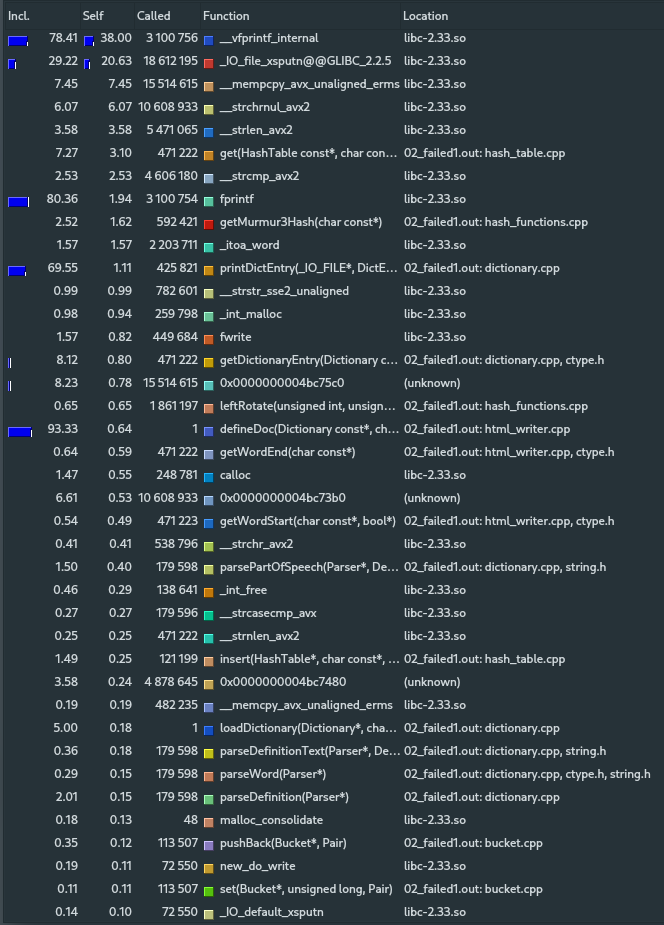 Incl. Self Called Function Location
78.41 38.00 3 100 756 __vfprintf_internal libc-2.33.so
29.22 20.63 18 612 195 _IO_file_xsputn@@GLIBC_2.2.5 libc-2.33.so
7.45 7.45 15 514 615 __mempcpy_avx_unaligned_erms libc-2.33.so
6.07 6.07 10 608 933 __strchrnul_avx2 libc-2.33.so
3.58 3.58 5 471 065 __strlen_avx2 libc-2.33.so
7.27 3.10 471 222 get(HashTable const*, char con... 02_failed1.out: hash_table.cpp
2.53 2.53 4 606 180 __strcmp_avx2 libc-2.33.so
80.36 1.94 3 100 754 fprintf libc-2.33.so
2.52 1.62 592 421 getMurmur3Hash(char const*) 02_failed1.out: hash_functions.cpp
1.57 1.57 2 203 711 _itoa_word libc-2.33.so
69.55 1.11 425 821 printDictEntry(_IO_FILE*, DictE... 02_failed1.out: dictionary.cpp
0.99 0.99 782 601 __strstr_sse2_unaligned libc-2.33.so
0.98 0.94 259 798 _int_malloc libc-2.33.so
1.57 0.82 449 684 fwrite libc-2.33.so
8.12 0.80 471 222 getDictionaryEntry(Dictionary c... 02_failed1.out: dictionary.cpp, ctype.h
8.23 0.78 15 514 615 0x0000000004bc75c0 (unknown)
0.65 0.65 1 861 197 leftRotate(unsigned int, unsign... 02_failed1.out: hash_functions.cpp
93.33 0.64 1 defineDoc(Dictionary const*, ch... 02_failed1.out: html_writer.cpp
0.64 0.59 471 222 getWordEnd(char const*) 02_failed1.out: html_writer.cpp, ctype.h
1.47 0.55 248 781 calloc libc-2.33.so
6.61 0.53 10 608 933 0x0000000004bc73b0 (unknown)
0.54 0.49 471 223 getWordStart(char const*, bool*) 02_failed1.out: html_writer.cpp, ctype.h
0.41 0.41 538 796 __strchr_avx2 libc-2.33.so
1.50 0.40 179 598 parsePartOfSpeech(Parser*, De... 02_failed1.out: dictionary.cpp, string.h
0.46 0.29 138 641 _int_free libc-2.33.so
0.27 0.27 179 596 __strcasecmp_avx libc-2.33.so
0.25 0.25 471 222 __strnlen_avx2 libc-2.33.so
1.49 0.25 121 199 insert(HashTable*, char const*, ... 02_failed1.out: hash_table.cpp
3.58 0.24 4 878 645 0x0000000004bc7480 (unknown)
0.19 0.19 482 235 __memcpy_avx_unaligned_erms libc-2.33.so
5.00 0.18 1 loadDictionary(Dictionary*, cha... 02_failed1.out: dictionary.cpp
0.36 0.18 179 598 parseDefinitionText(Parser*, De... 02_failed1.out: dictionary.cpp, string.h
0.29 0.15 179 598 parseWord(Parser*) 02_failed1.out: dictionary.cpp, ctype.h, string.h
2.01 0.15 179 598 parseDefinition(Parser*) 02_failed1.out: dictionary.cpp
0.18 0.13 48 malloc_consolidate libc-2.33.so
0.35 0.12 113 507 pushBack(Bucket*, Pair) 02_failed1.out: bucket.cpp
0.19 0.11 72 550 new_do_write libc-2.33.so
0.11 0.11 113 507 set(Bucket*, unsigned long, Pair) 02_failed1.out: bucket.cpp
0.14 0.10 72 550 _IO_default_xsputn libc-2.33.so